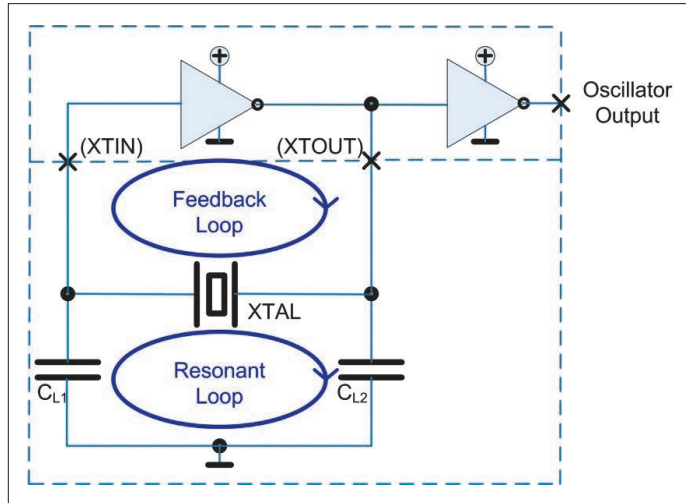 Oscillator
Output
(XTIN)
(XTOUT)
Feedback
Loop
XTAL
Resonant
Loop
CL1
CL2